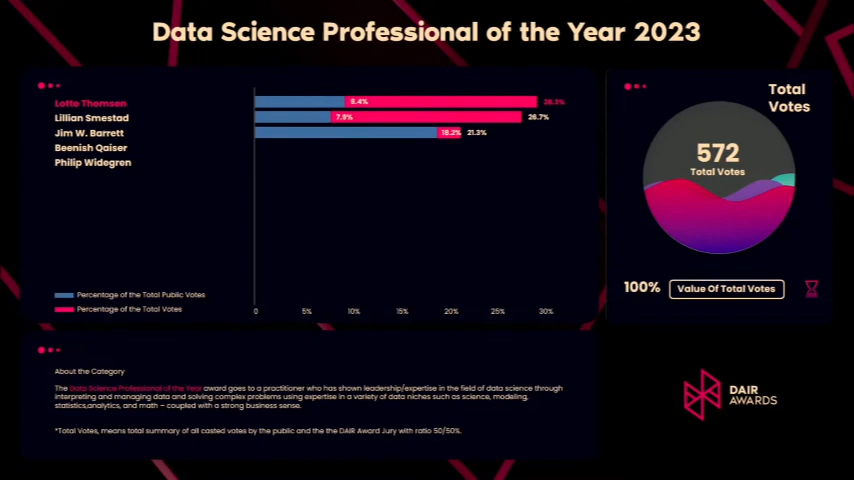 Data Science Professional of the Year 2023
Lotte Thomsen
Lillian Smestad
Jim W. Barrett
Beenish Qaiser
Philip Widegren
9.4% 28.3%
7.9% 26.7%
18.2% 21.3%
Percentage of the Total Public Votes
Percentage of the Total Votes
0 5% 10% 15% 20% 25% 30%
Total
Votes
572
Total Votes
100% Value Of Total Votes
About the Category
The Data Science Professional of the Year award goes to a practitioner who has shown leadership/expertise in the field of data science through
interpreting and managing data and solving complex problems using expertise in a variety of data niches such as science, modeling,
statistics,analytics, and math – coupled with a strong business sense.
*Total Votes, means total summary of all casted votes by the public and the the DAIR Award Jury with ratio 50/50%.
DAIR
AWARDS